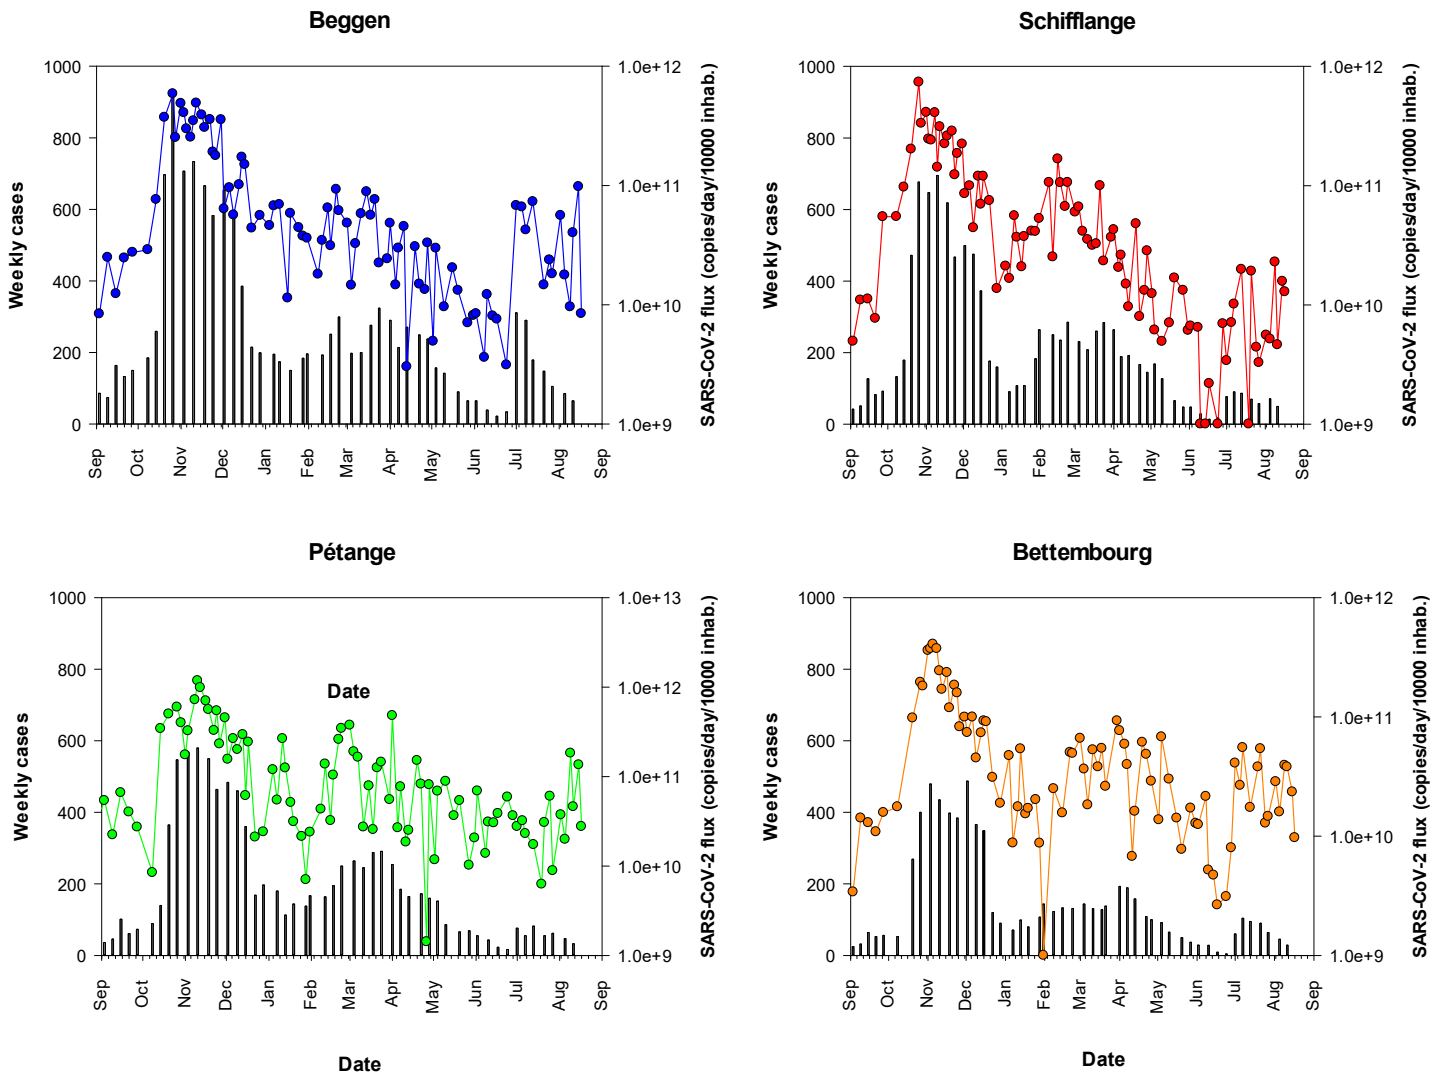 Beggen
Weekly cases
1000
800
600
400
200
0
1.0e+12
1.0e+11
1.0e+10
1.0e+9
SARS-CoV-2 flux (copies/day/10000 inhab.)
Sep Oct Nov Dec Jan Feb Mar Apr May Jun Jul Aug Sep
Schifflange
Weekly cases
1000
800
600
400
200
0
1.0e+12
1.0e+11
1.0e+10
1.0e+9
SARS-CoV-2 flux (copies/day/10000 inhab.)
Sep Oct Nov Dec Jan Feb Mar Apr May Jun Jul Aug Sep
Pétange
Weekly cases
1000
800
600
400
200
0
Date
1.0e+13
1.0e+12
1.0e+11
1.0e+10
1.0e+9
SARS-CoV-2 flux (copies/day/10000 inhab.)
Sep Oct Nov Dec Jan Feb Mar Apr May Jun Jul Aug Sep
Date
Bettembourg
Weekly cases
1000
800
600
400
200
0
1.0e+12
1.0e+11
1.0e+10
1.0e+9
SARS-CoV-2 flux (copies/day/10000 inhab.)
Sep Oct Nov Dec Jan Feb Mar Apr May Jun Jul Aug Sep
Date